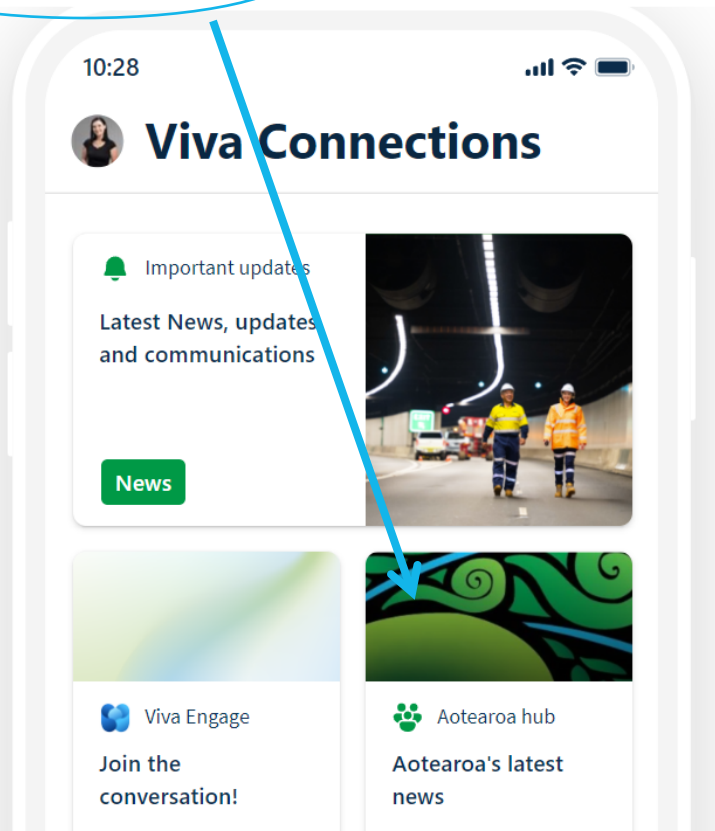 10:28
Viva Connections
Important updates
Latest News, updates
and communications
News
Viva Engage
Join the
conversation!
Aotearoa hub
Aotearoa's latest
news